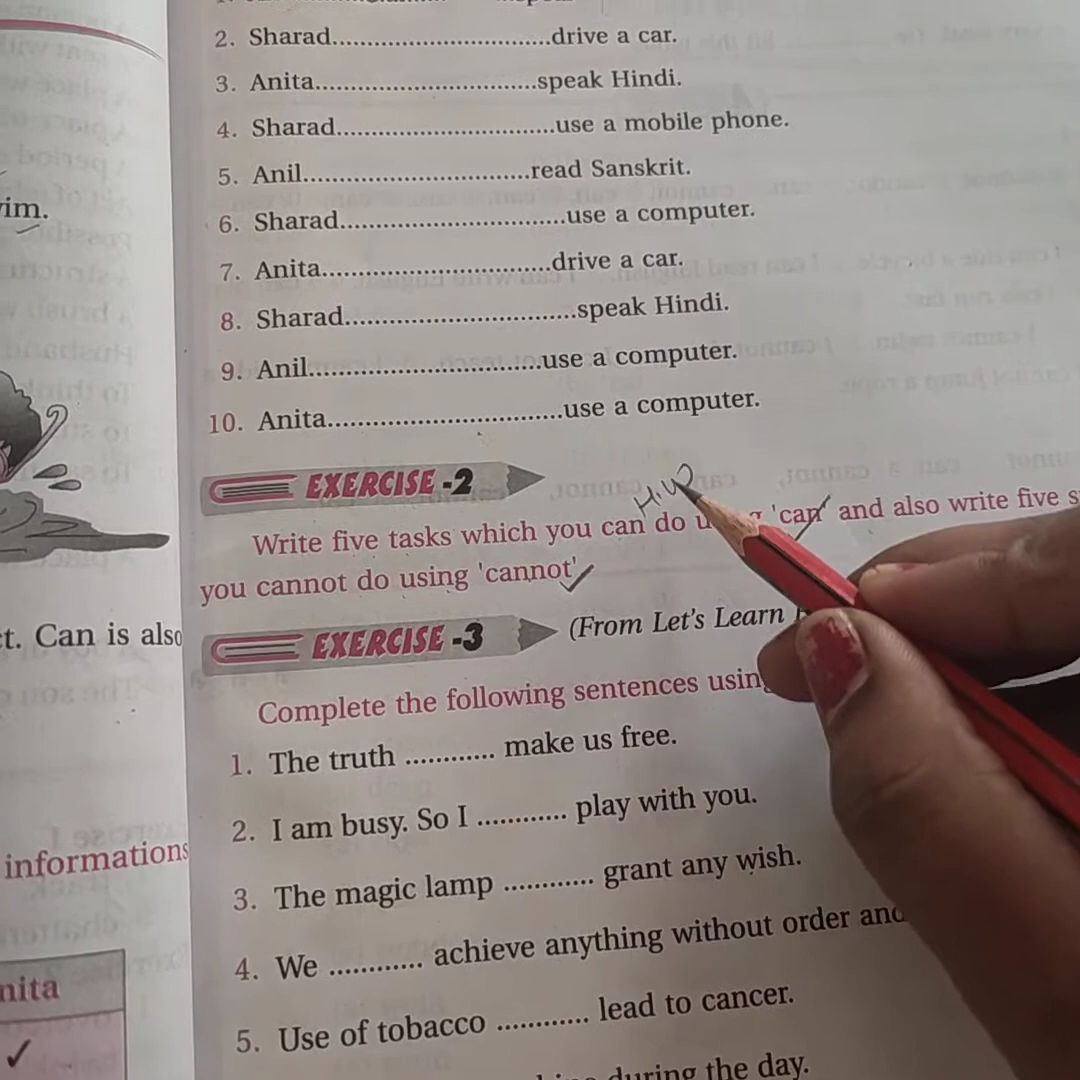 2. Sharad..............................drive a car.
3. Anita..............................speak Hindi.
4. Sharad..............................use a mobile phone.
5. Anil..............................read Sanskrit.
im.
6. Sharad..............................use a computer.
7. Anita..............................drive a car.
8. Sharad..............................speak Hindi.
9. Anil..............................use a computer.
10. Anita..............................use a computer.
EXERCISE -2
H.W
Write five tasks which you can do 'can' and also write five
you cannot do using 'cannot'
ct. Can is also
EXERCISE -3 (From Let's Learn
Complete the following sentences using
1. The truth ............ make us free.
2. I am busy. So I ............ play with you.
informations
3. The magic lamp ............ grant any wish.
4. We ............ achieve anything without order and
nita
5. Use of tobacco ............ lead to cancer.
during the day.